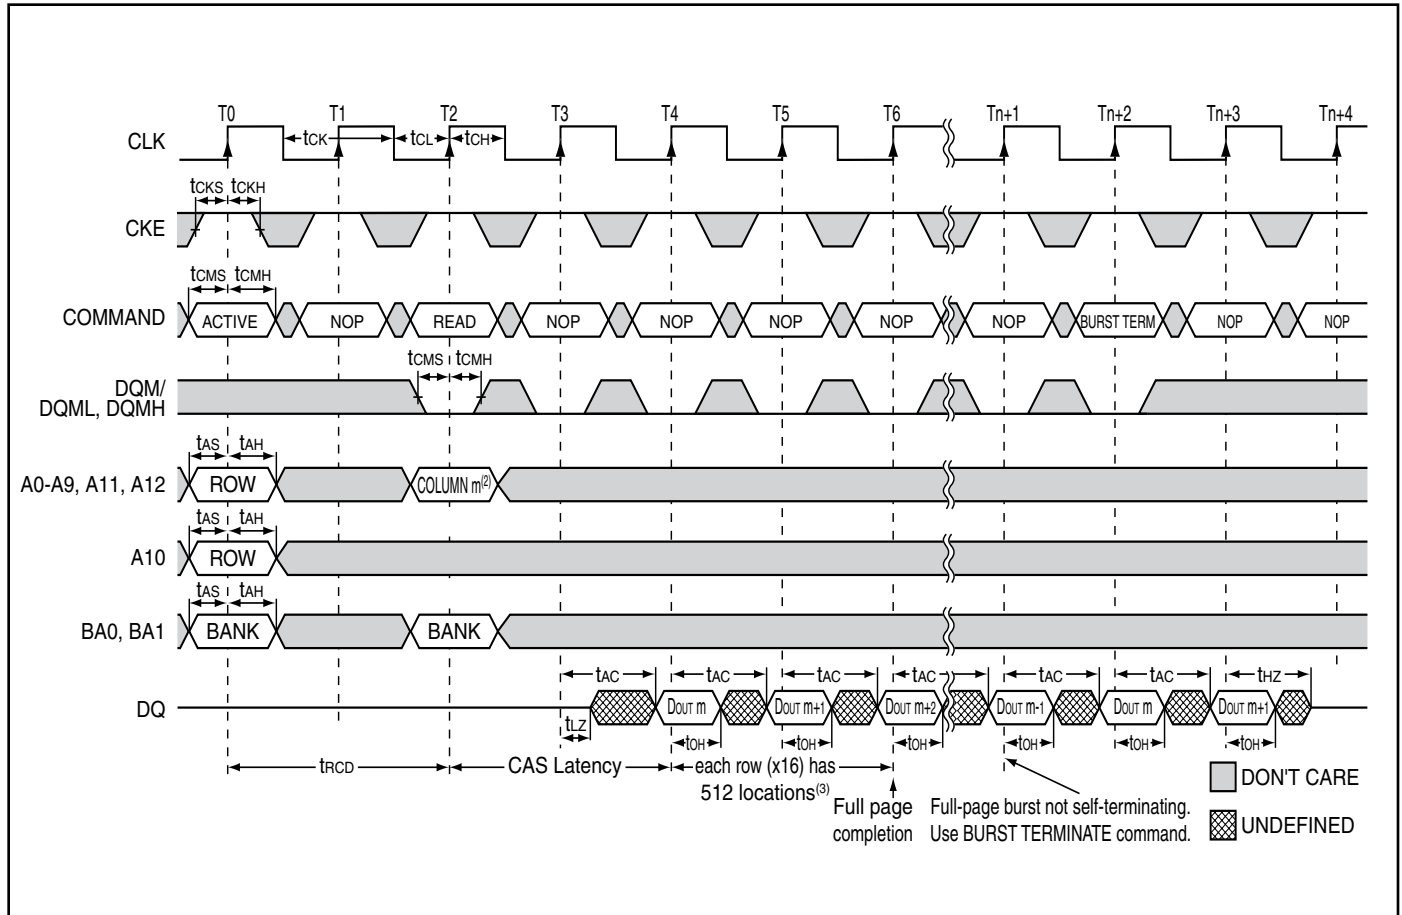 T0 T1 T2 T3 T4 T5 T6 Tn+1 Tn+2 Tn+3 Tn+4
CLK tCK tCL tCH
tCKS tCKH
CKE
tCMS tCMH
COMMAND ACTIVE NOP READ NOP NOP NOP NOP NOP BURST TERM NOP NOP
tCMS tCMH
DQM/
DQML, DQMH
tAS tAH
A0-A9, A11, A12 ROW COLUMN m(2)
tAS tAH
A10 ROW
tAS tAH
BA0, BA1 BANK BANK
tAC tAC tAC tAC tAC tAC tHZ
DQ DOUT m DOUT m+1 DOUT m+2 DOUT m-1 DOUT m DOUT m+1
tLZ tOH tOH tOH tOH tOH tOH
tRCD CAS Latency each row (x16) has
512 locations(3)
Full page
completion
Full-page burst not self-terminating.
Use BURST TERMINATE command.
DON'T CARE
UNDEFINED